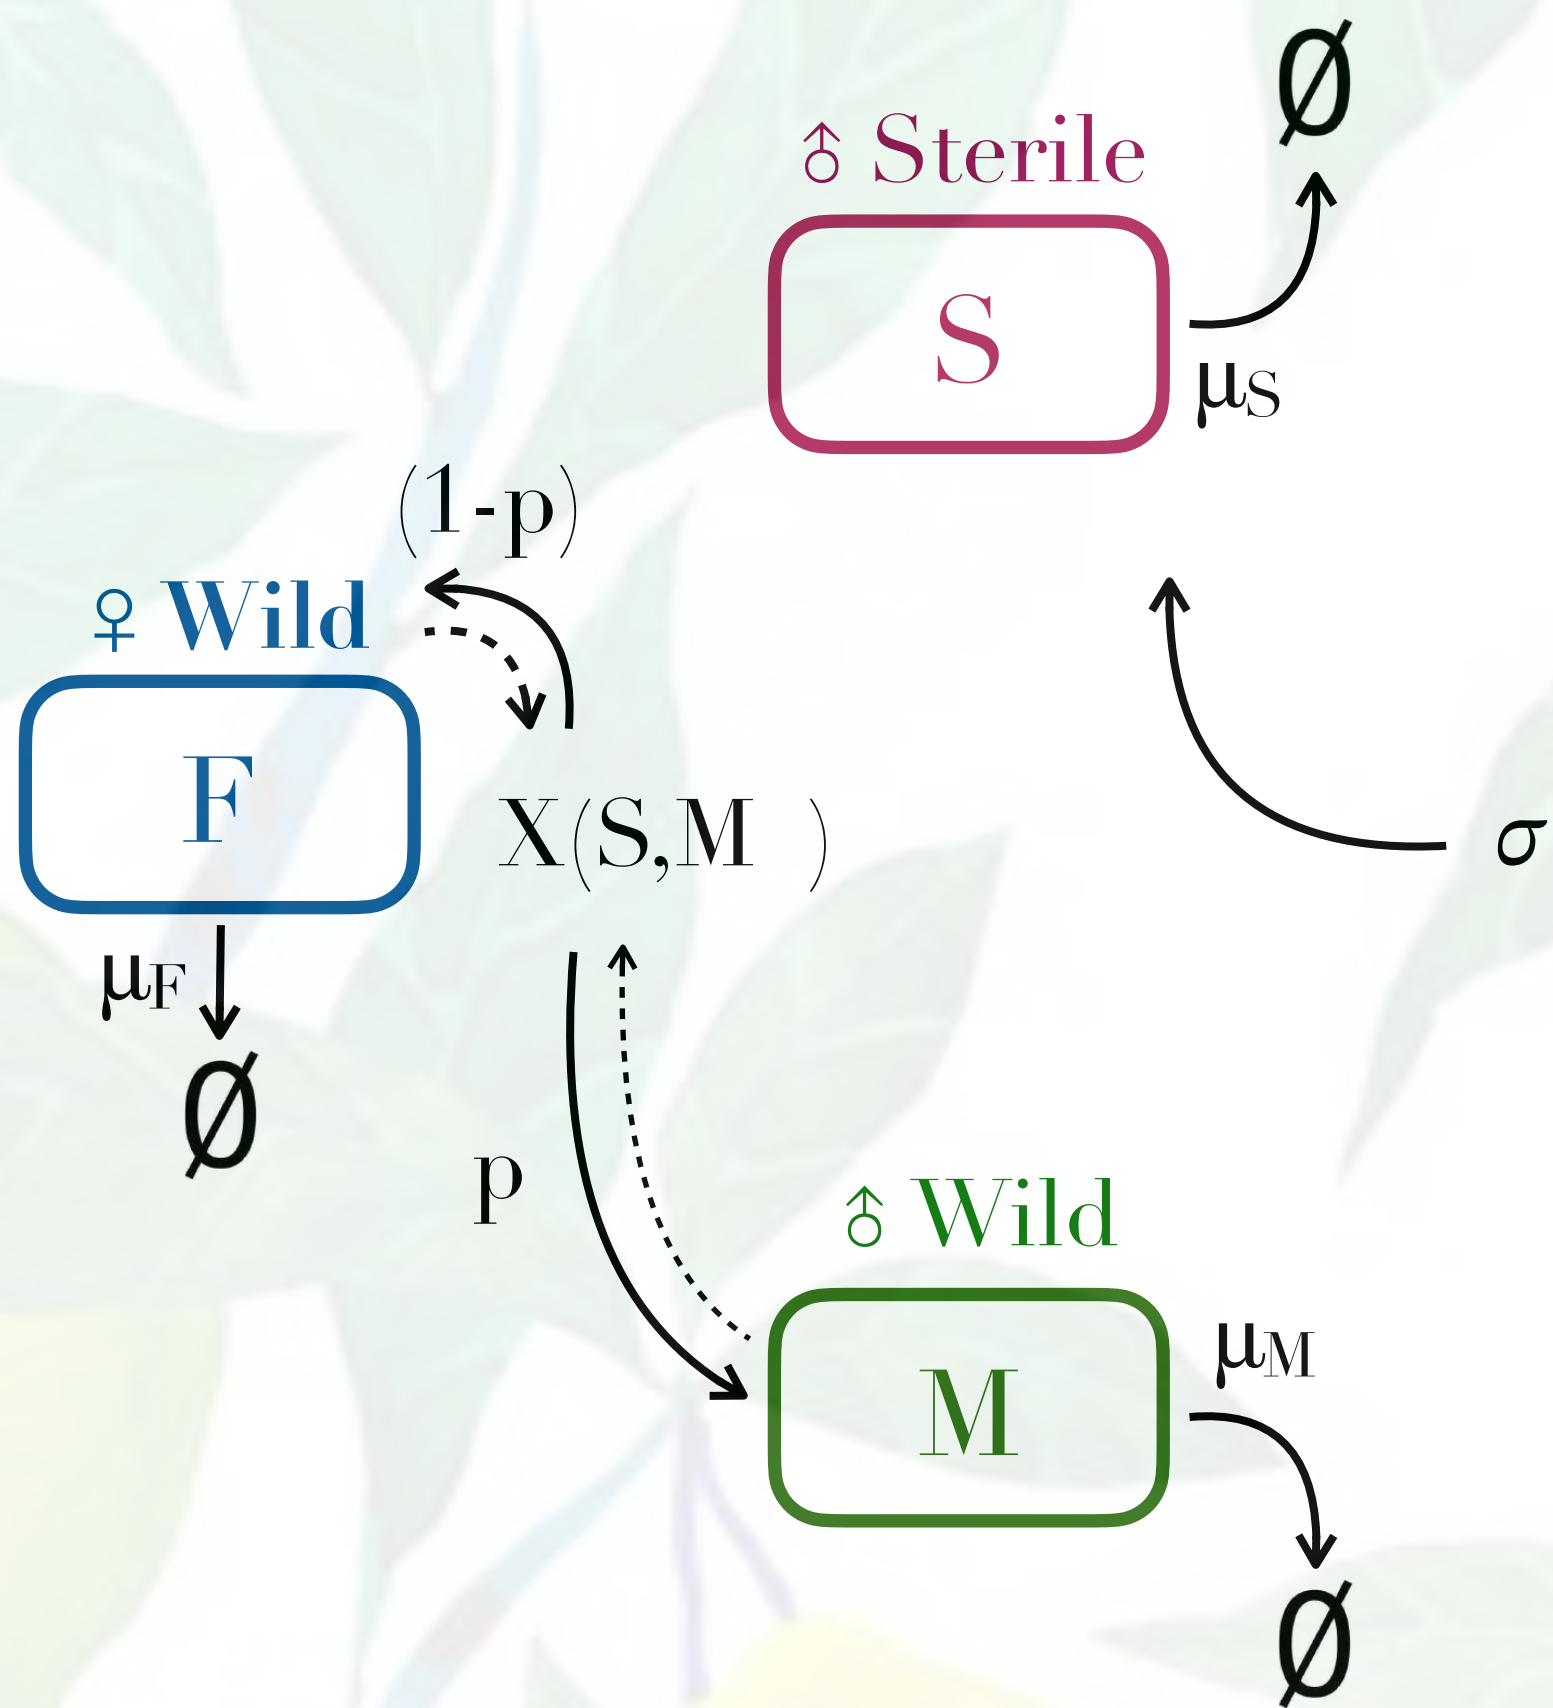 Ø
♂ Sterile
S
μS
(1-p)
♀ Wild
F
X(S,M )
σ
μF
Ø
p
♂ Wild
μM
M
Ø